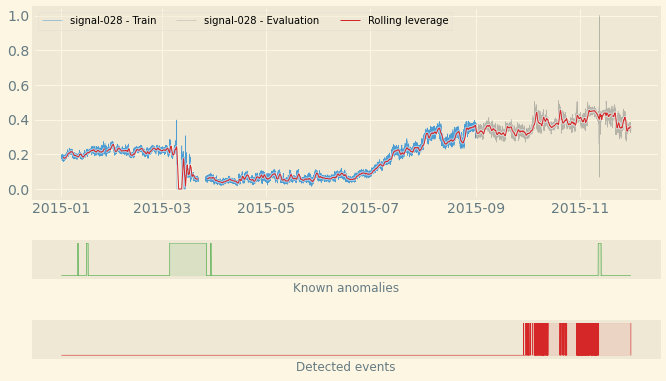 signal-028 - Train signal-028 - Evaluation Rolling leverage
1.0
0.8
0.6
0.4
0.2
0.0
2015-01 2015-03 2015-05 2015-07 2015-09 2015-11
Known anomalies
Detected events